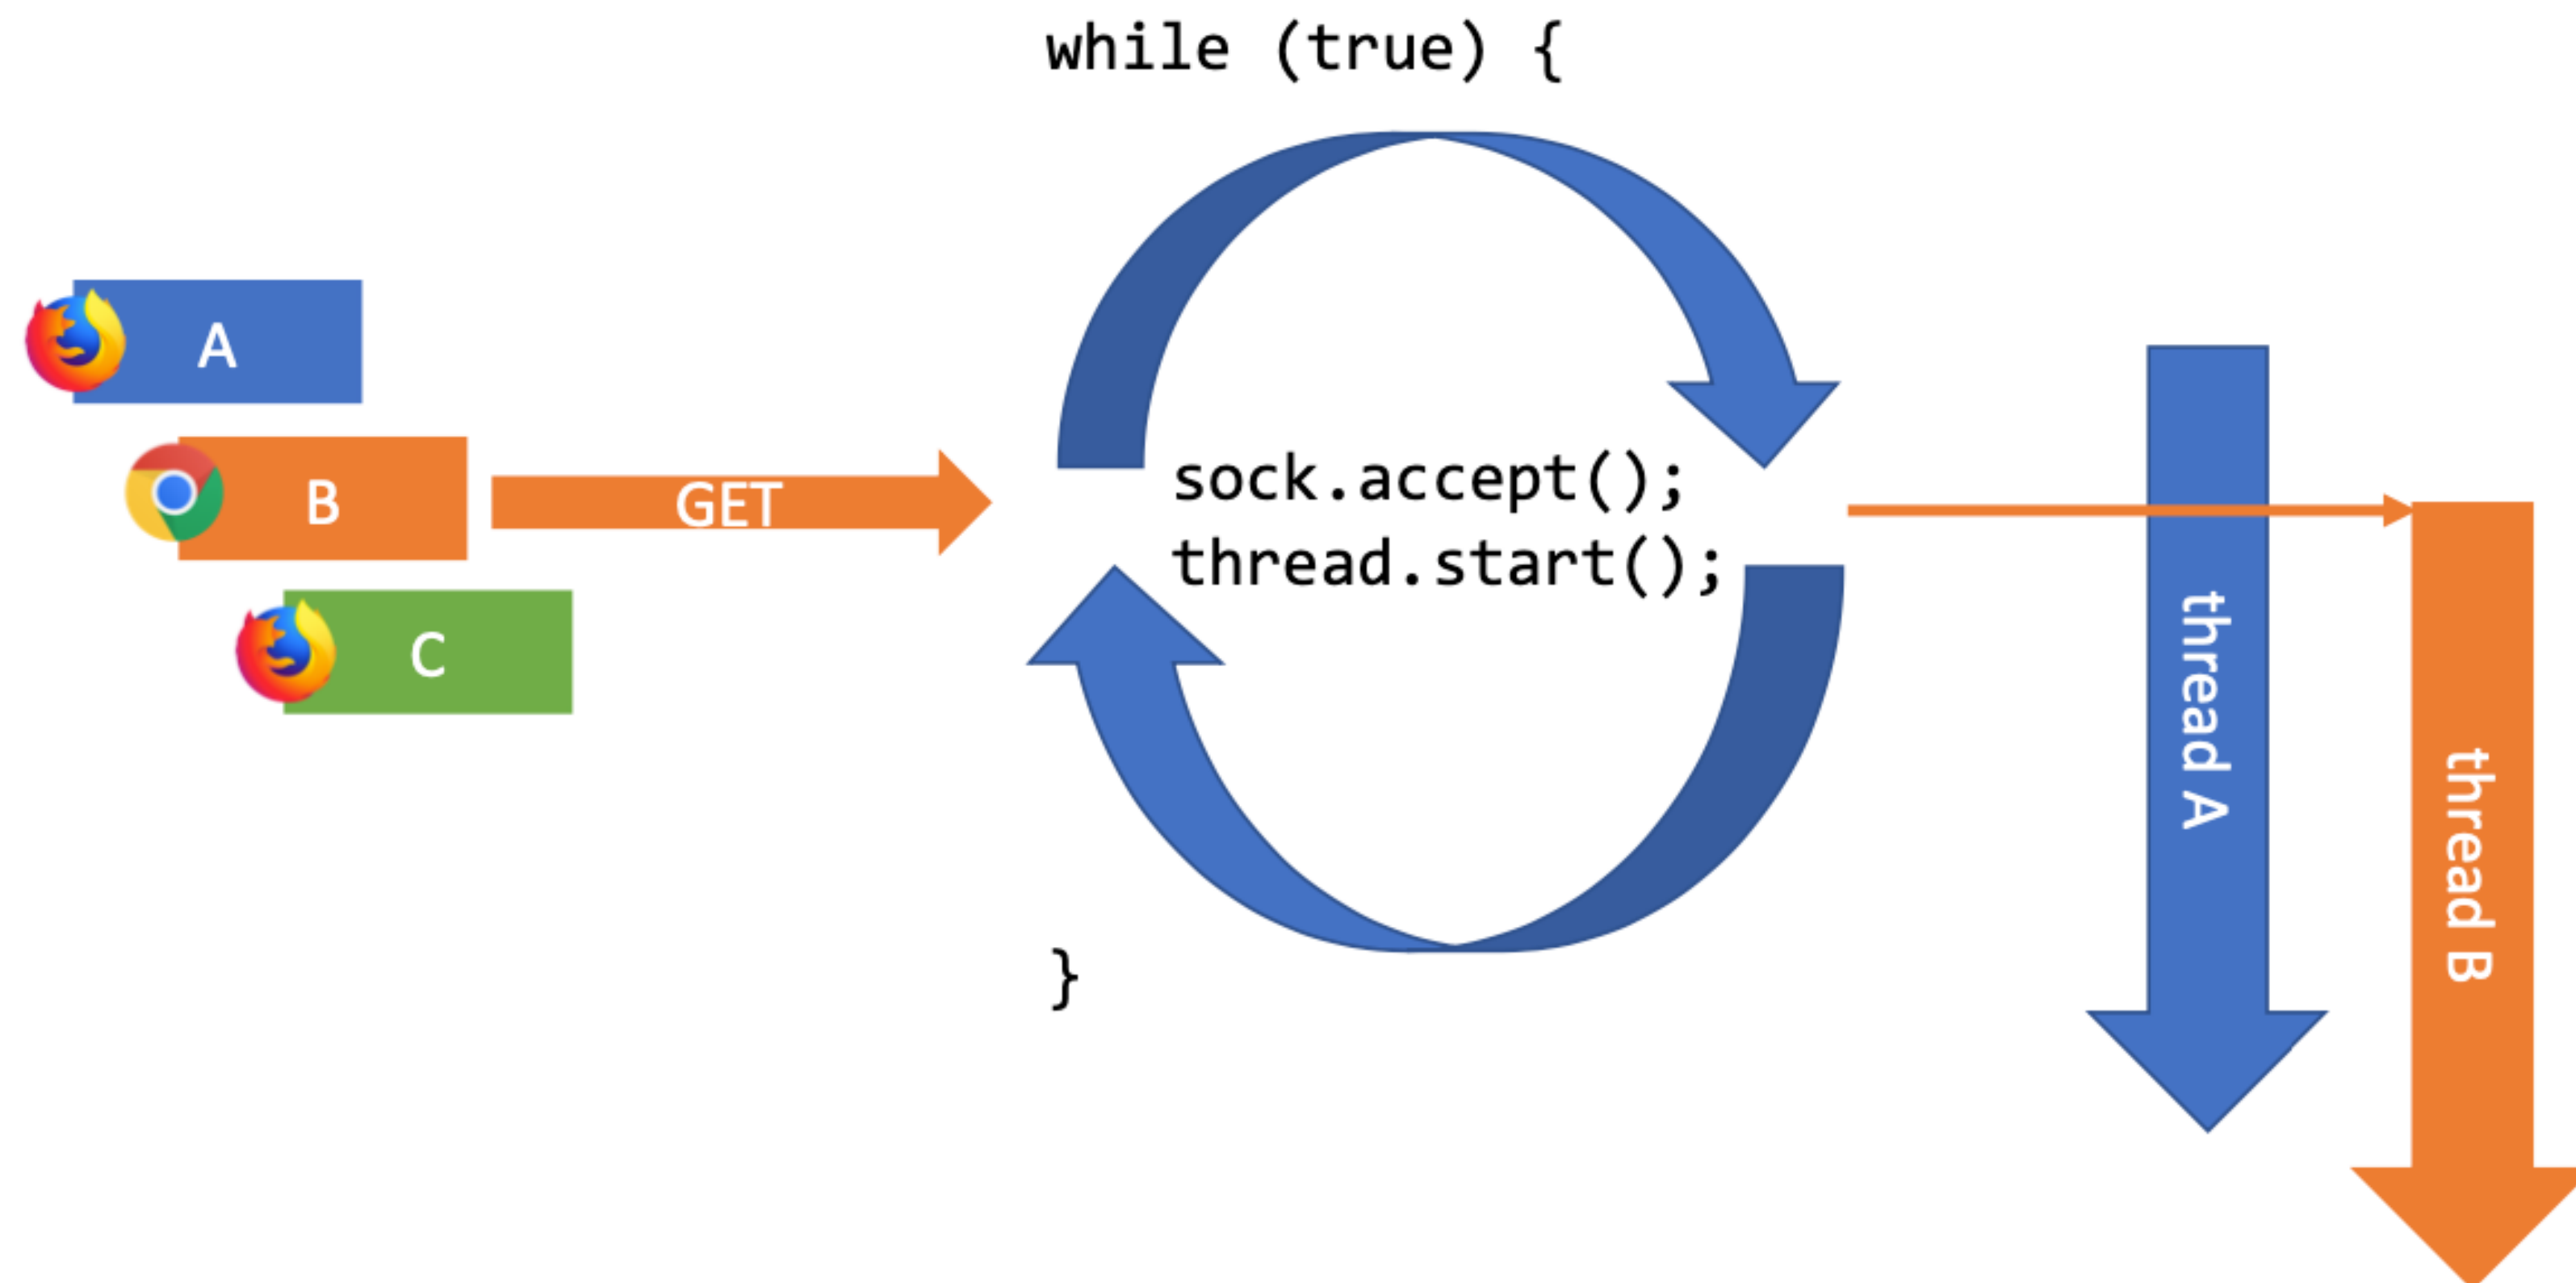 while (true) {
A
B
GET
C
sock.accept();
thread.start();
}
thread A
thread B